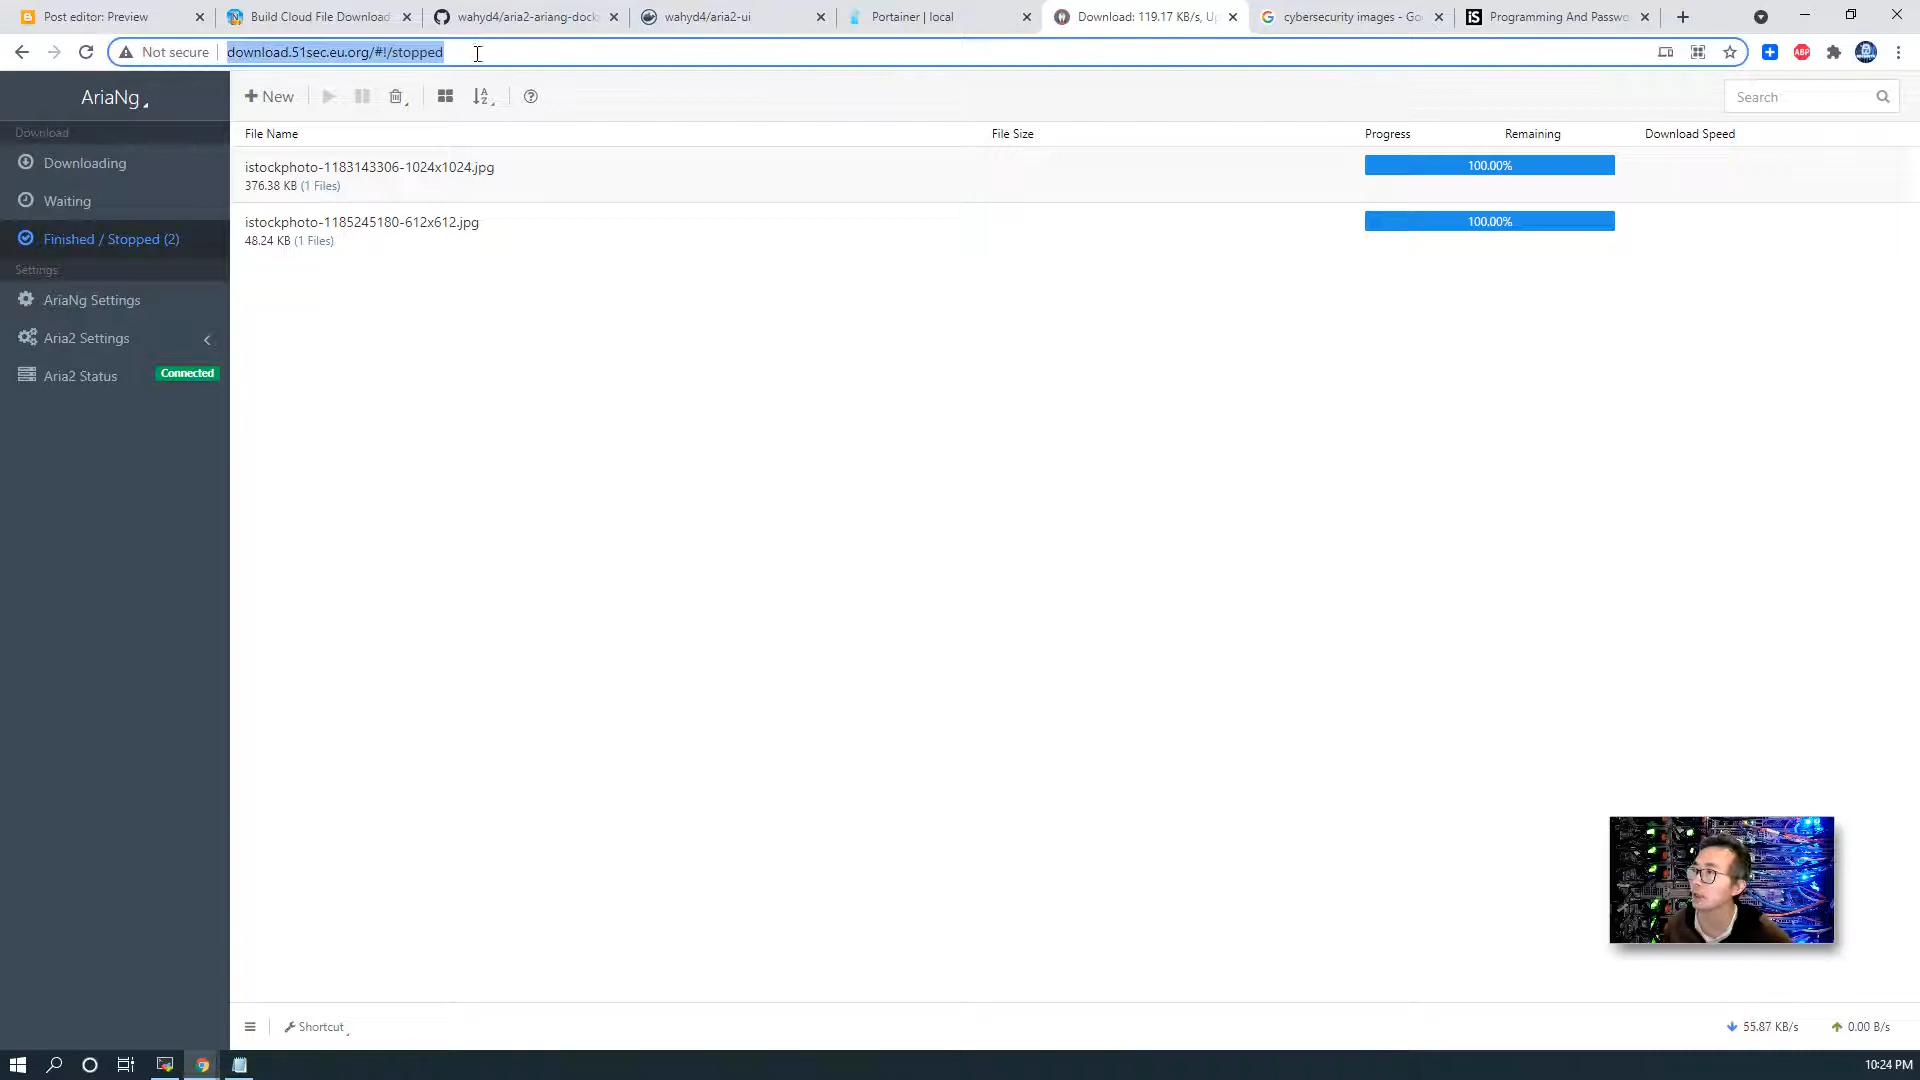 Post editor: Preview
Build Cloud File Download
wahyd4/aria2-ariang-dock
wahyd4/aria2-ui
Portainer | local
Download: 119.17 KB/s, U
cybersecurity images - Go
iS Programming And Passwo
Not secure
download.51sec.eu.org/#!/stopped
ABP
AriaNg
New
Search
Download
File Name
File Size
Progress
Remaining
Download Speed
Downloading
istockphoto-1183143306-1024x1024.jpg
100.00%
376.38 KB (1 Files)
Waiting
istockphoto-1185245180-612x612.jpg
100.00%
Finished / Stopped (2)
48.24 KB (1 Files)
Settings
AriaNg Settings
Aria2 Settings
Aria2 Status
Connected
Shortcut
55.87 KB/s
0.00 B/s
10:24 PM